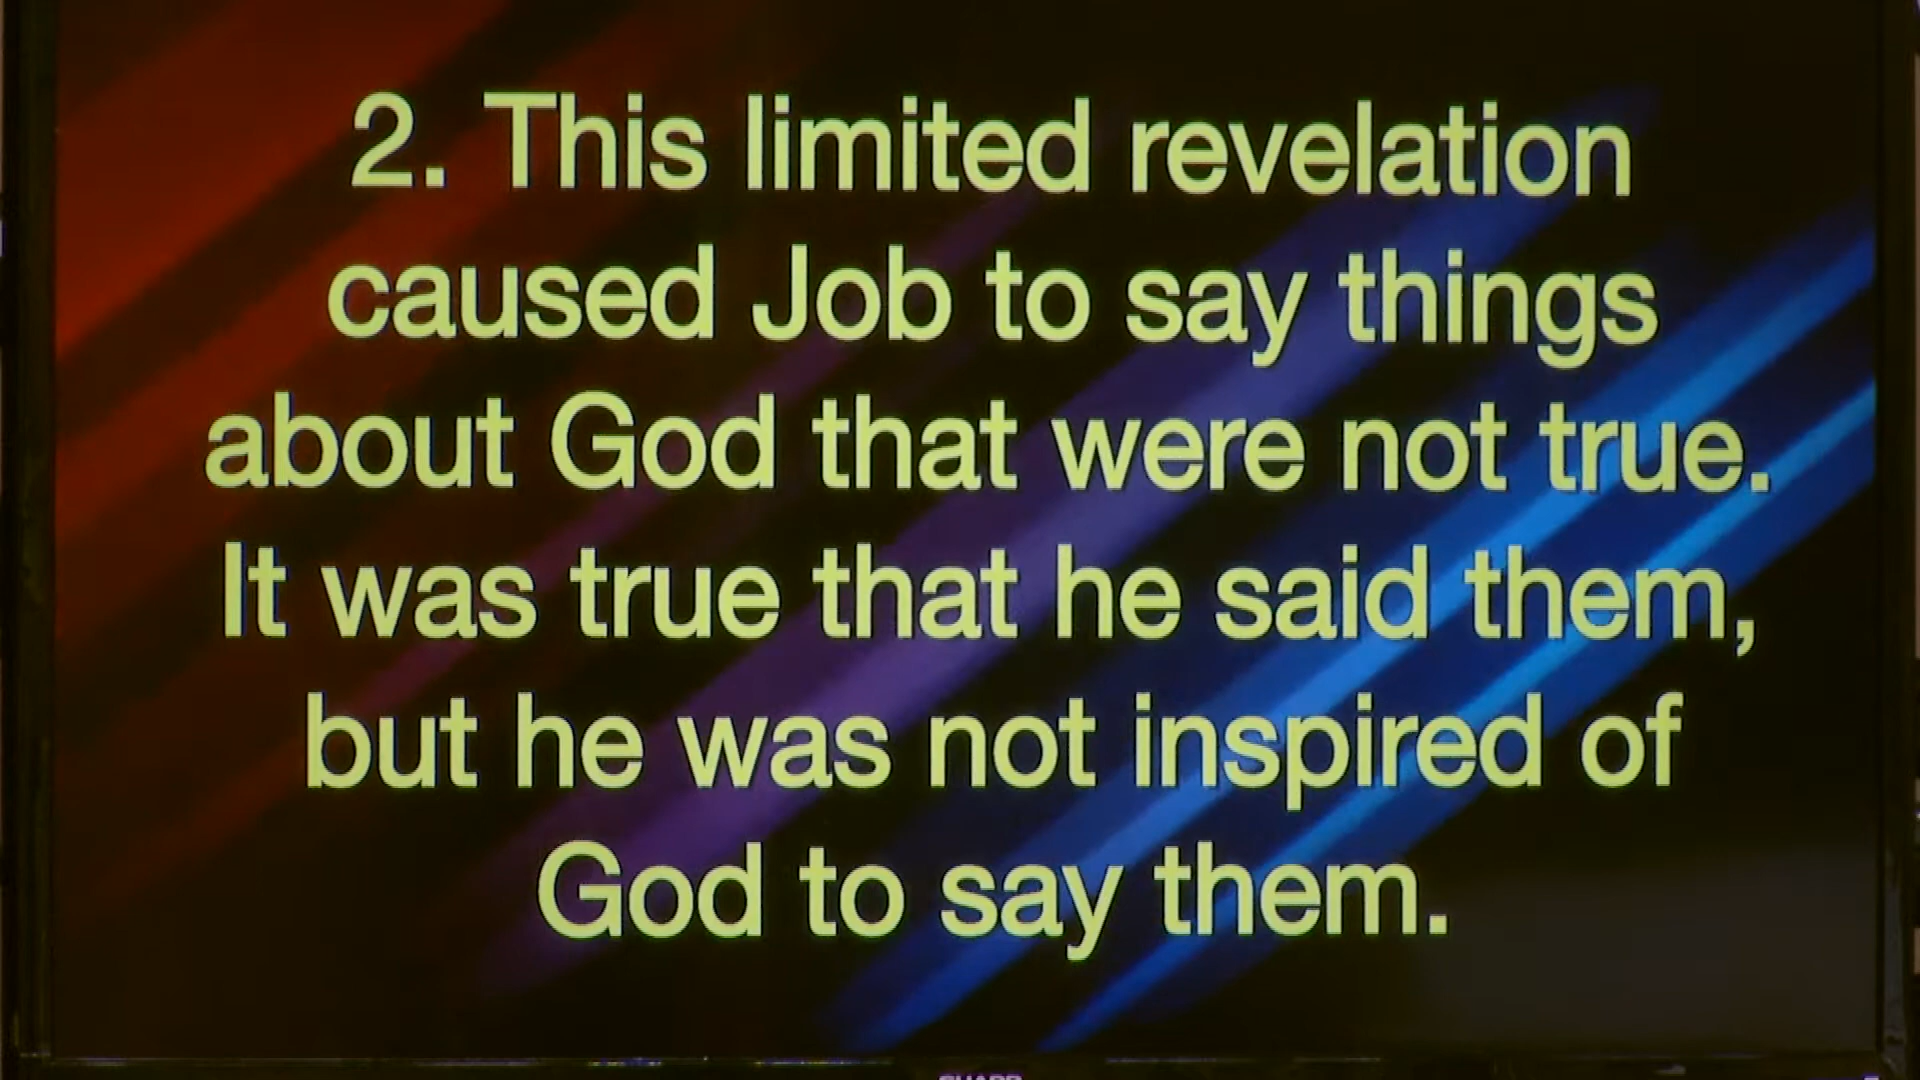 2. This limited revelation
caused Job to say things
about God that were not true.
It was true that he said them,
but he was not inspired of
God to say them.
SHARP